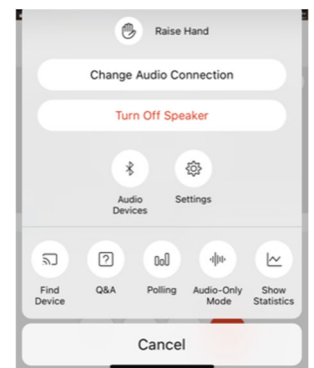 Raise Hand
Change Audio Connection
Turn Off Speaker
Audio
Devices
Settings
Find
Device
Q&A
Polling
Audio-Only
Mode
Show
Statistics
Cancel